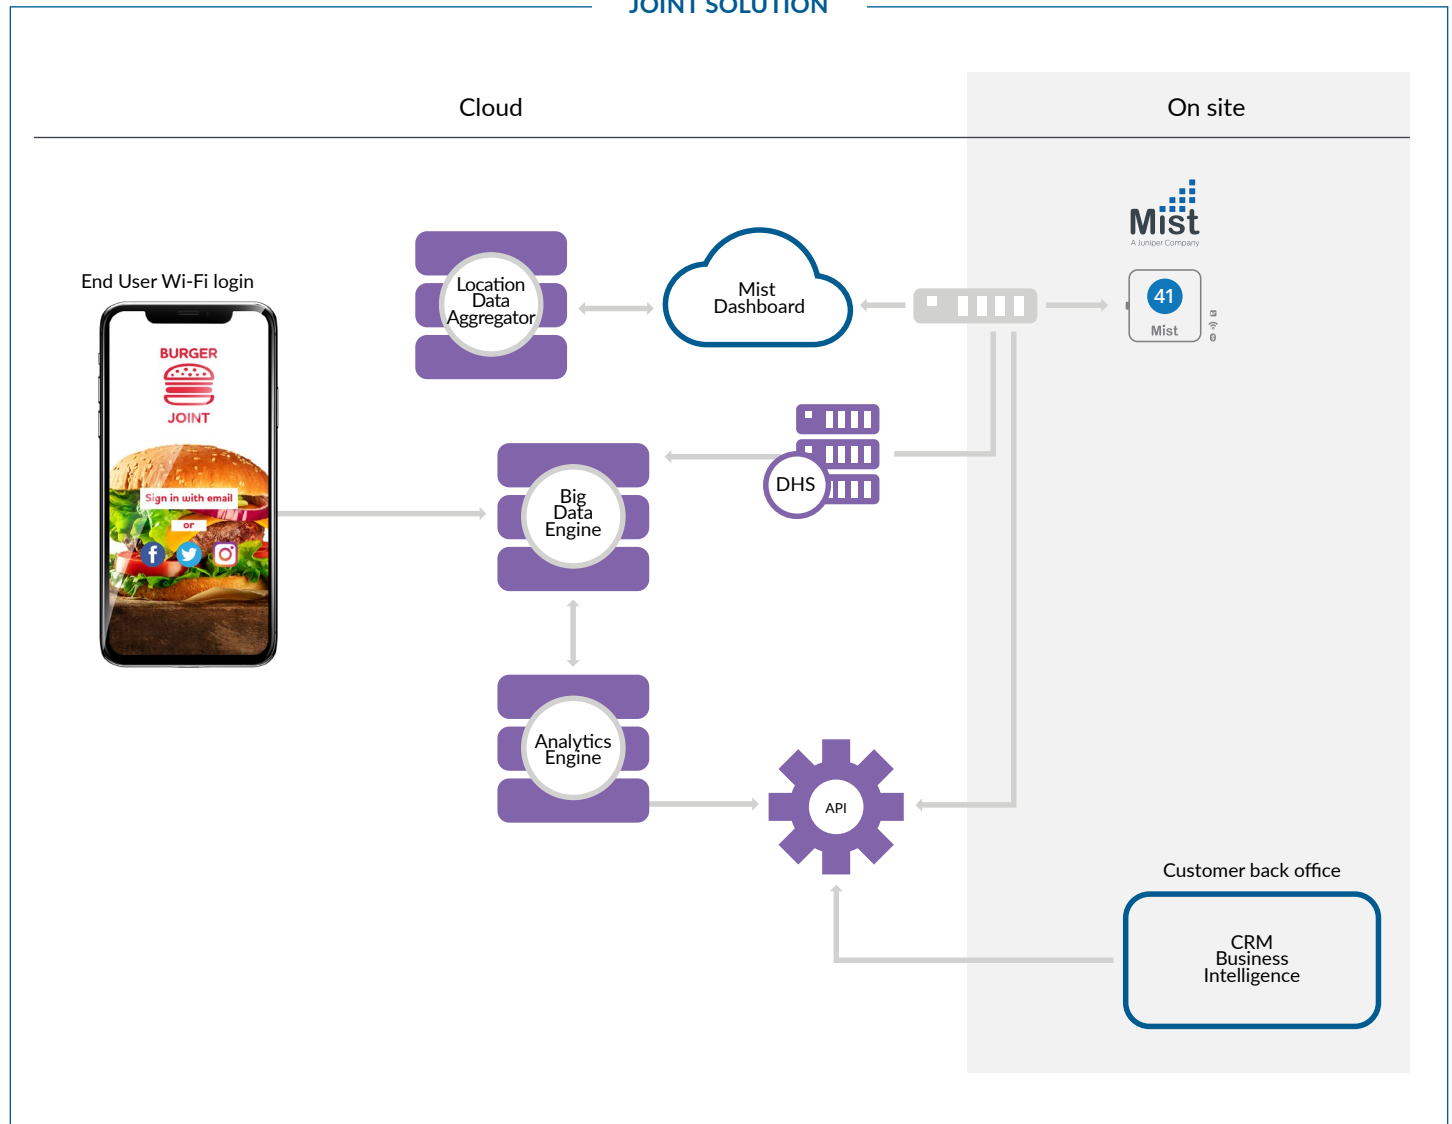 JOINT SOLUTION
Cloud
On site
Mist
A Juniper Company
End User Wi-Fi login
Location
Data
Aggregator
Mist
Dashboard
41
Mist
BURGER
JOINT
Sign in with email
or
f
DHS
Big
Data
Engine
Analytics
Engine
API
Customer back office
CRM
Business
Intelligence